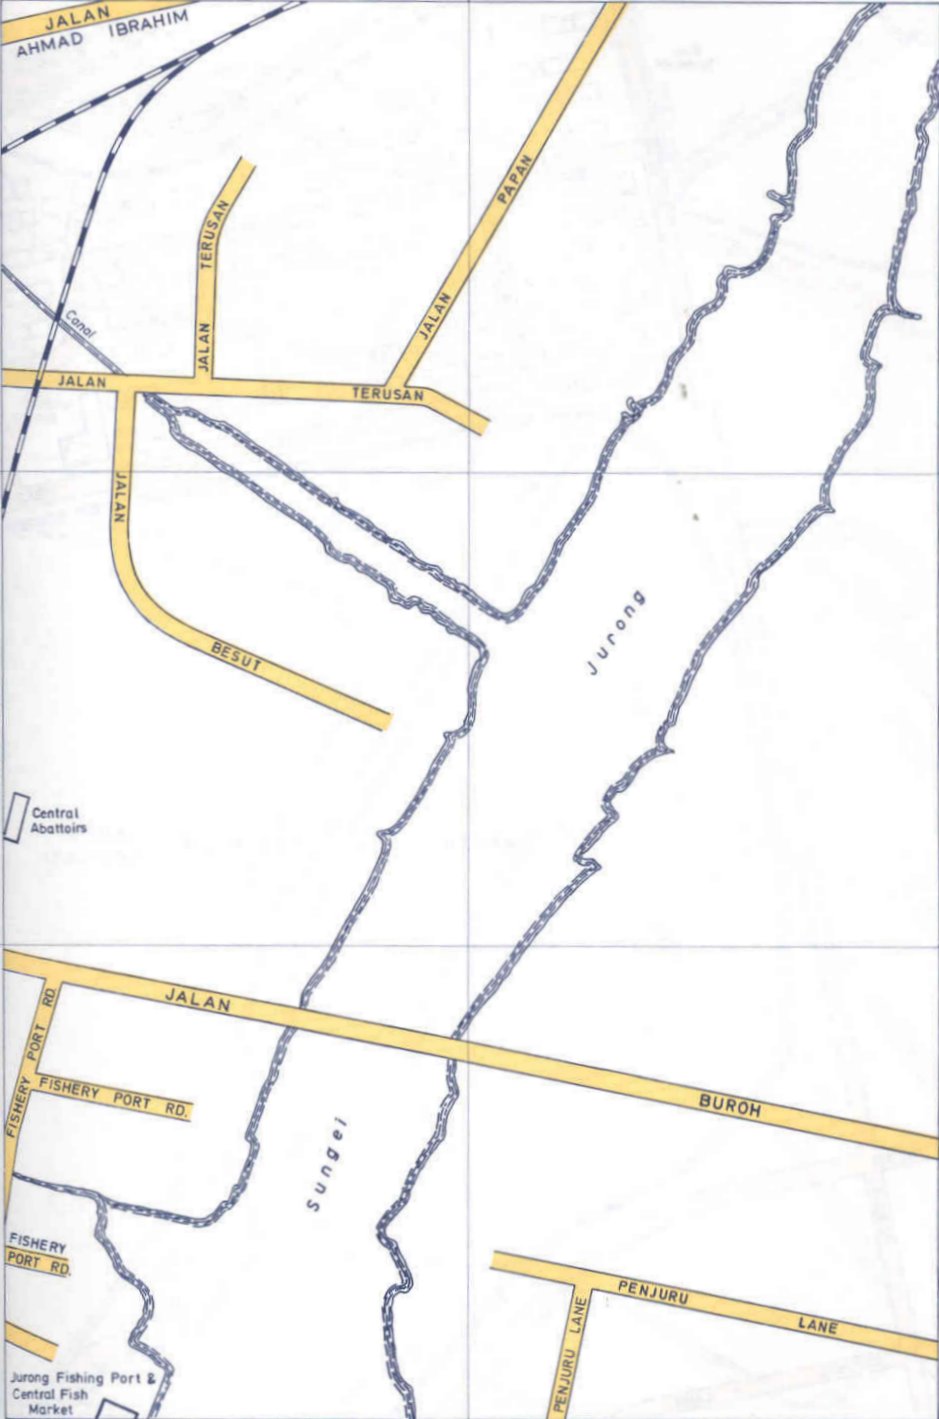 JALAN
AHMAD IBRAHIM
JALAN PAPAN
JALAN TERUSAN
Canal
JALAN TERUSAN
JALAN BESUT
Jurong
Central
Abattoirs
JALAN BUROH
FISHERY PORT RD.
FISHERY PORT RD.
Sungei
FISHERY
PORT RD.
PENJURU LANE
PENJURU LANE
Jurong Fishing Port &
Central Fish
Market